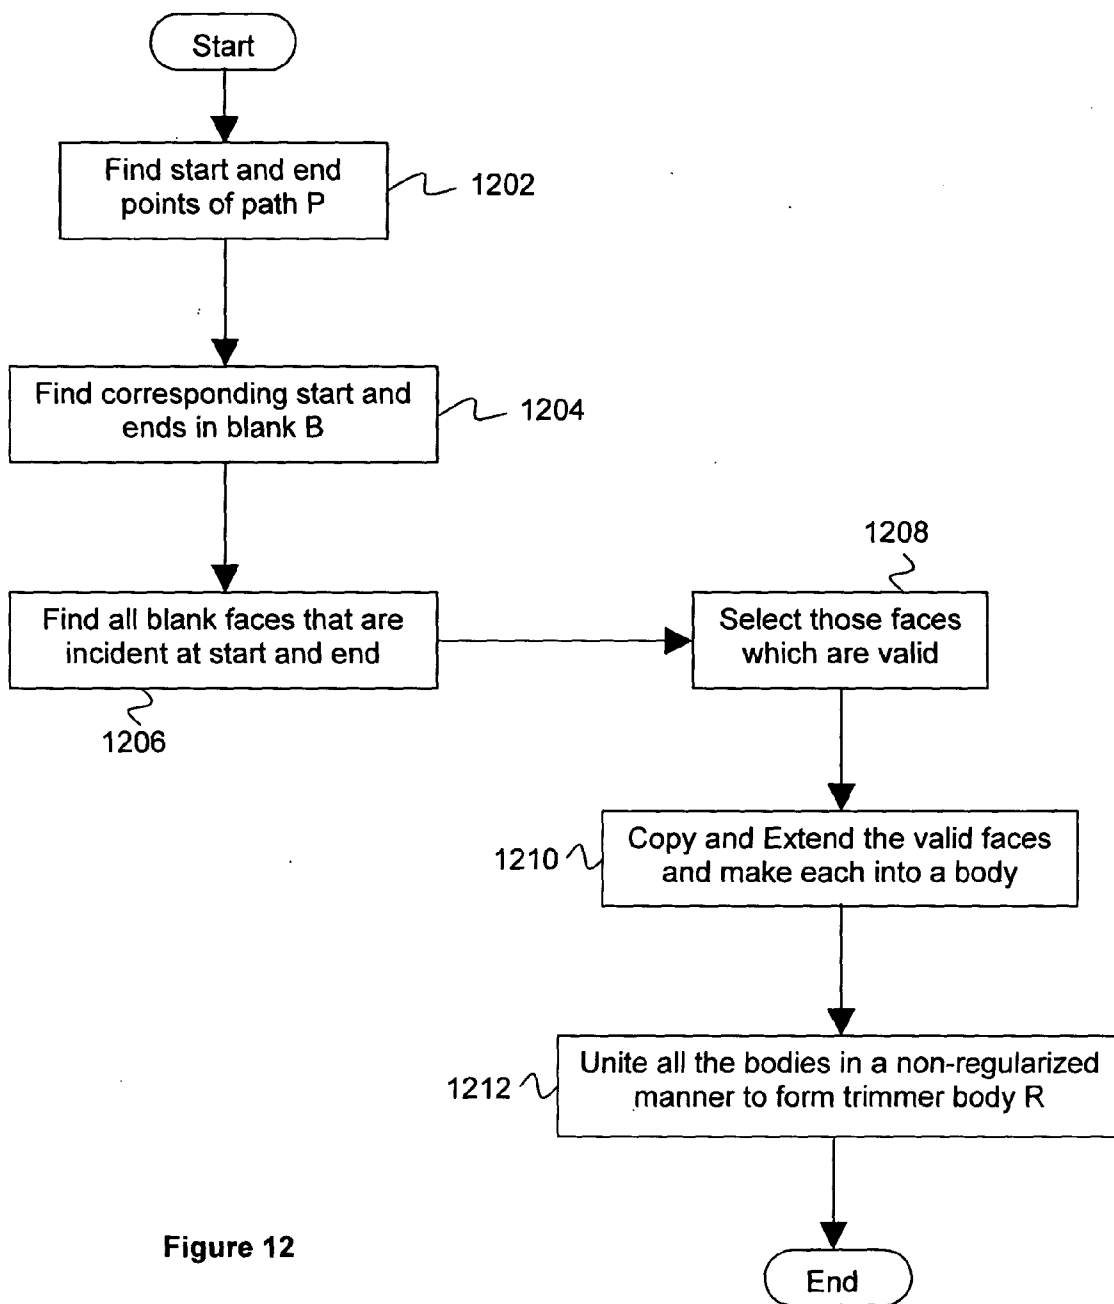 Start
Find start and end
points of path P
1202
Find corresponding start and
ends in blank B
1204
Find all blank faces that are
incident at start and end
1206
1208
Select those faces
which are valid
1210
Copy and Extend the valid faces
and make each into a body
1212
Unite all the bodies in a non-regularized
manner to form trimmer body R
End
Figure 12